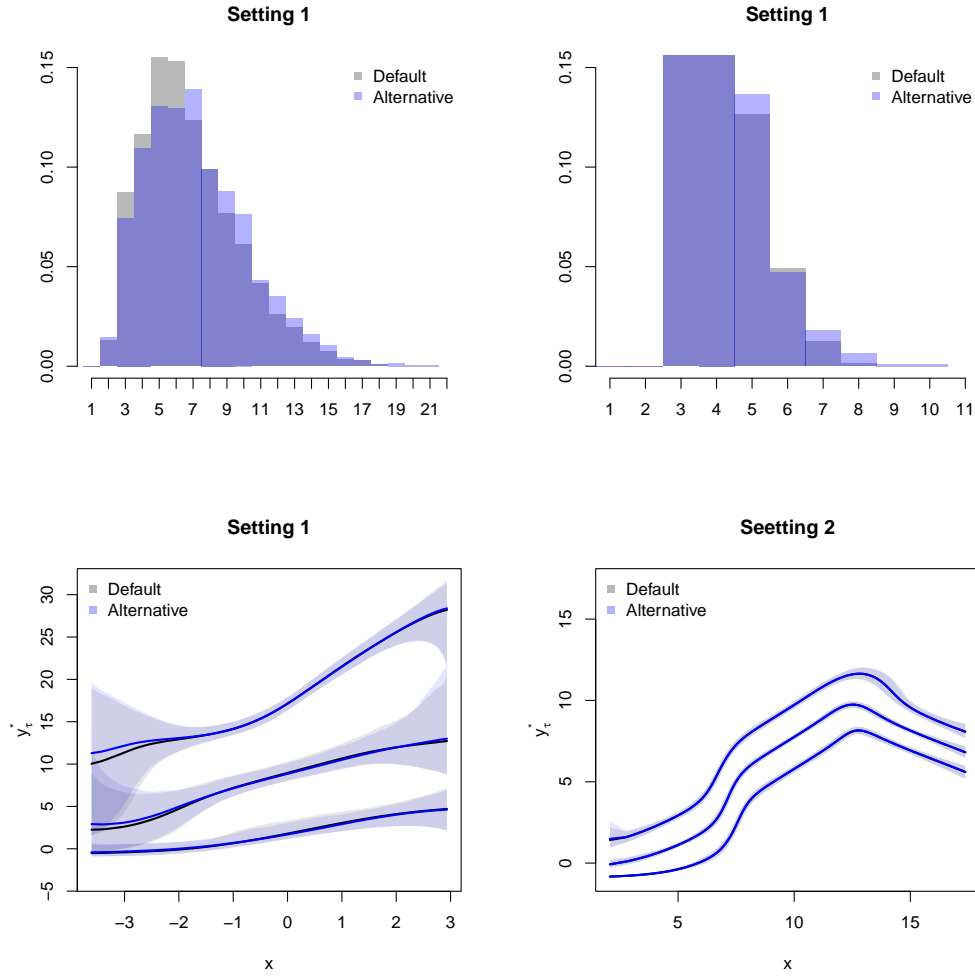 Setting 1
Default
Alternative
0.15
0.10
0.05
0.00
1 3 5 7 9 11 13 15 17 19 21
Setting 1
Default
Alternative
0.15
0.10
0.05
0.00
1 2 3 4 5 6 7 8 9 10 11
Setting 1
Default
Alternative
30
25
20
15
10
5
0
−5
y*τ
−3 −2 −1 0 1 2 3
x
Seetting 2
Default
Alternative
15
10
5
0
y*τ
5 10 15
x